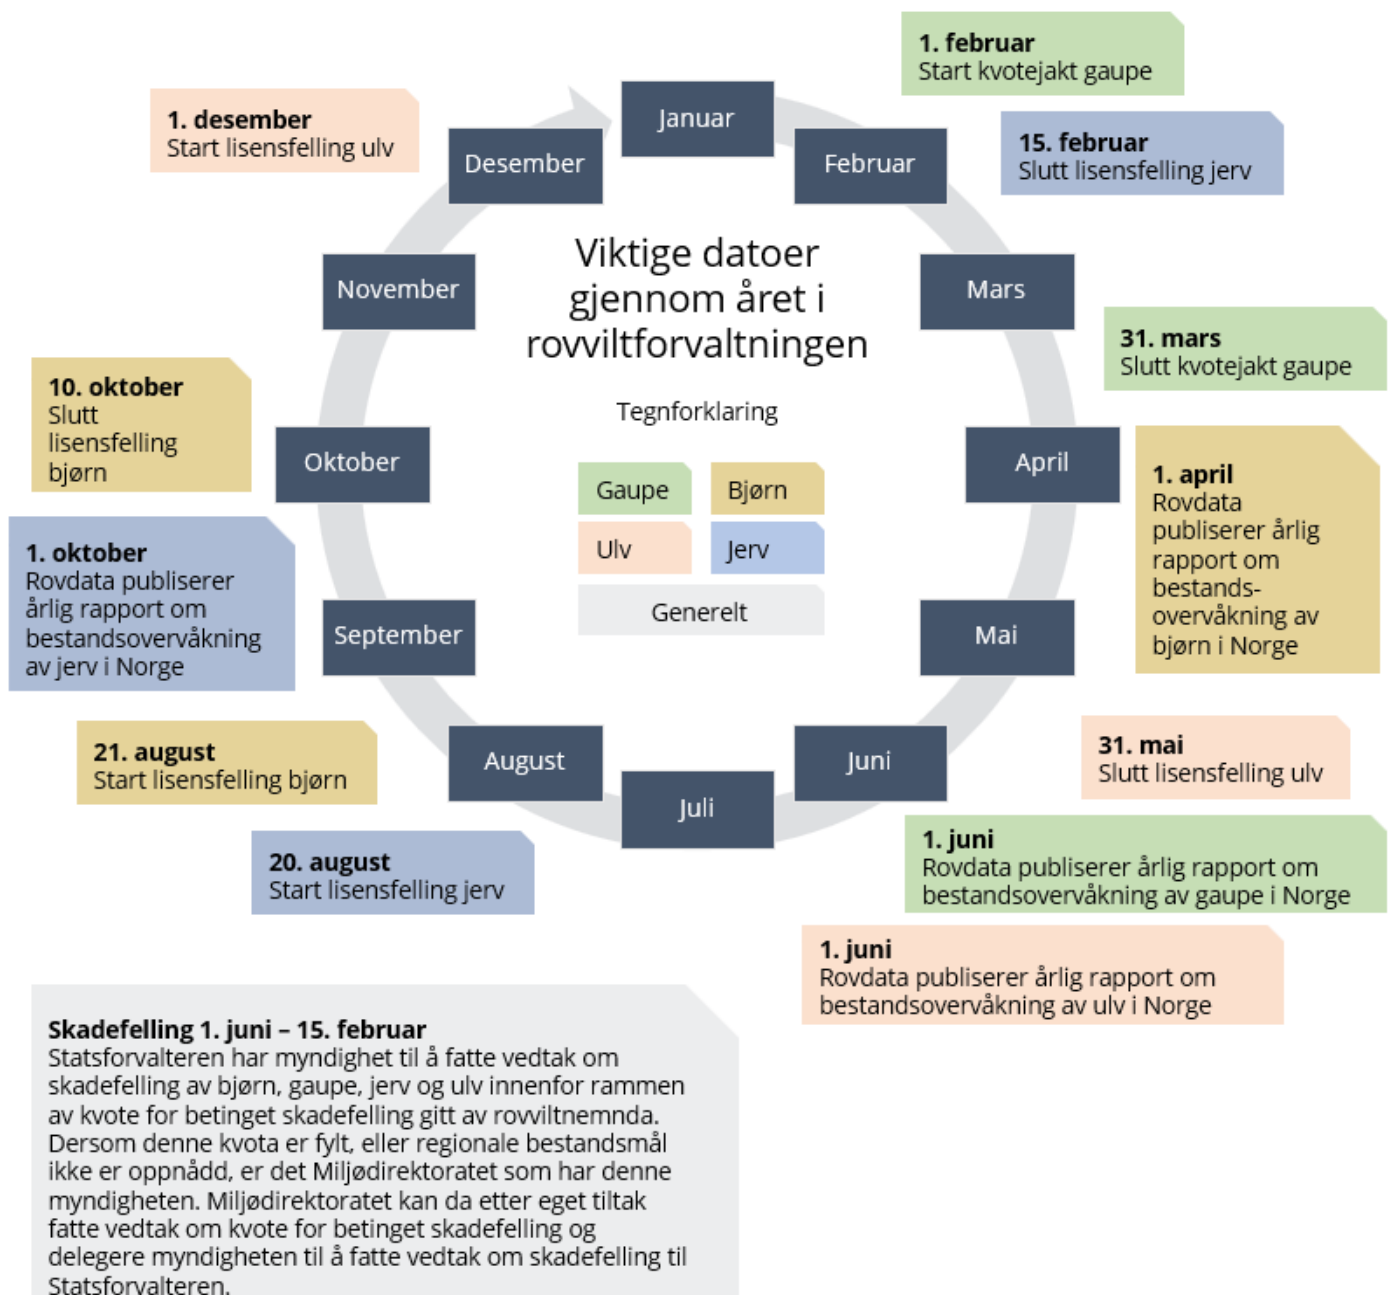 Viktige datoer
gjennom året i
rovviltforvaltningen
Tegnforklaring
Gaupe
Bjørn
Ulv
Jerv
Generelt
Januar
Februar
Mars
April
Mai
Juni
Juli
August
September
Oktober
November
Desember
1. februar
Start kvotejakt gaupe
15. februar
Slutt lisensfelling jerv
31. mars
Slutt kvotejakt gaupe
1. april
Rovdata
publiserer årlig
rapport om
bestands-
overvåkning av
bjørn i Norge
31. mai
Slutt lisensfelling ulv
1. juni
Rovdata publiserer årlig rapport om
bestandsovervåkning av gaupe i Norge
1. juni
Rovdata publiserer årlig rapport om
bestandsovervåkning av ulv i Norge
20. august
Start lisensfelling jerv
21. august
Start lisensfelling bjørn
1. oktober
Rovdata publiserer
årlig rapport om
bestandsovervåkning
av jerv i Norge
10. oktober
Slutt
lisensfelling
bjørn
1. desember
Start lisensfelling ulv
Skadefelling 1. juni – 15. februar
Statsforvalteren har myndighet til å fatte vedtak om
skadefelling av bjørn, gaupe, jerv og ulv innenfor rammen
av kvote for betinget skadefelling gitt av rovviltnemnda.
Dersom denne kvota er fylt, eller regionale bestandsmål
ikke er oppnådd, er det Miljødirektoratet som har denne
myndigheten. Miljødirektoratet kan da etter eget tiltak
fatte vedtak om kvote for betinget skadefelling og
delegere myndigheten til å fatte vedtak om skadefelling til
Statsforvalteren.